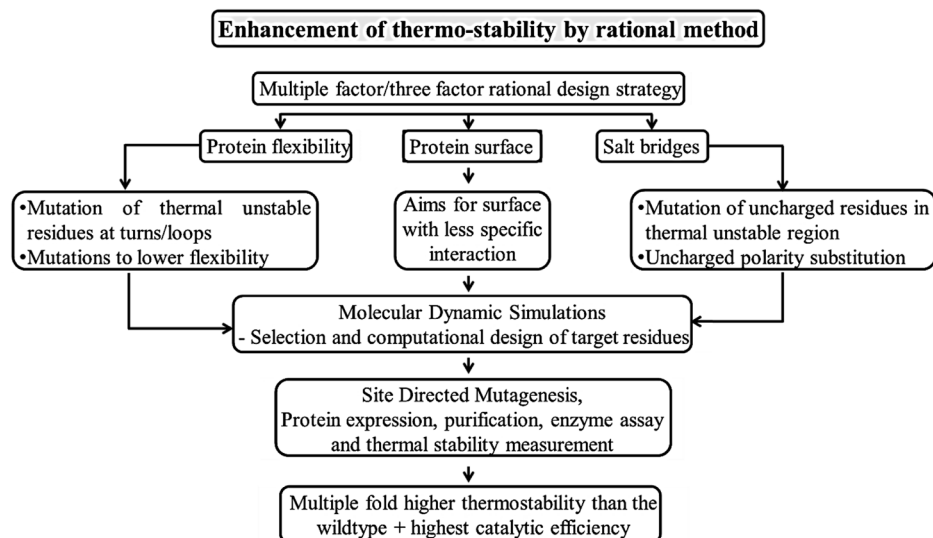 Enhancement of thermo-stability by rational method
Multiple factor/three factor rational design strategy
Protein flexibility
Protein surface
Salt bridges
•Mutation of thermal unstable
residues at turns/loops
•Mutations to lower flexibility
Aims for surface
with less specific
interaction
•Mutation of uncharged residues in
thermal unstable region
•Uncharged polarity substitution
Molecular Dynamic Simulations
- Selection and computational design of target residues
Site Directed Mutagenesis,
Protein expression, purification, enzyme assay
and thermal stability measurement
Multiple fold higher thermostability than the
wildtype + highest catalytic efficiency